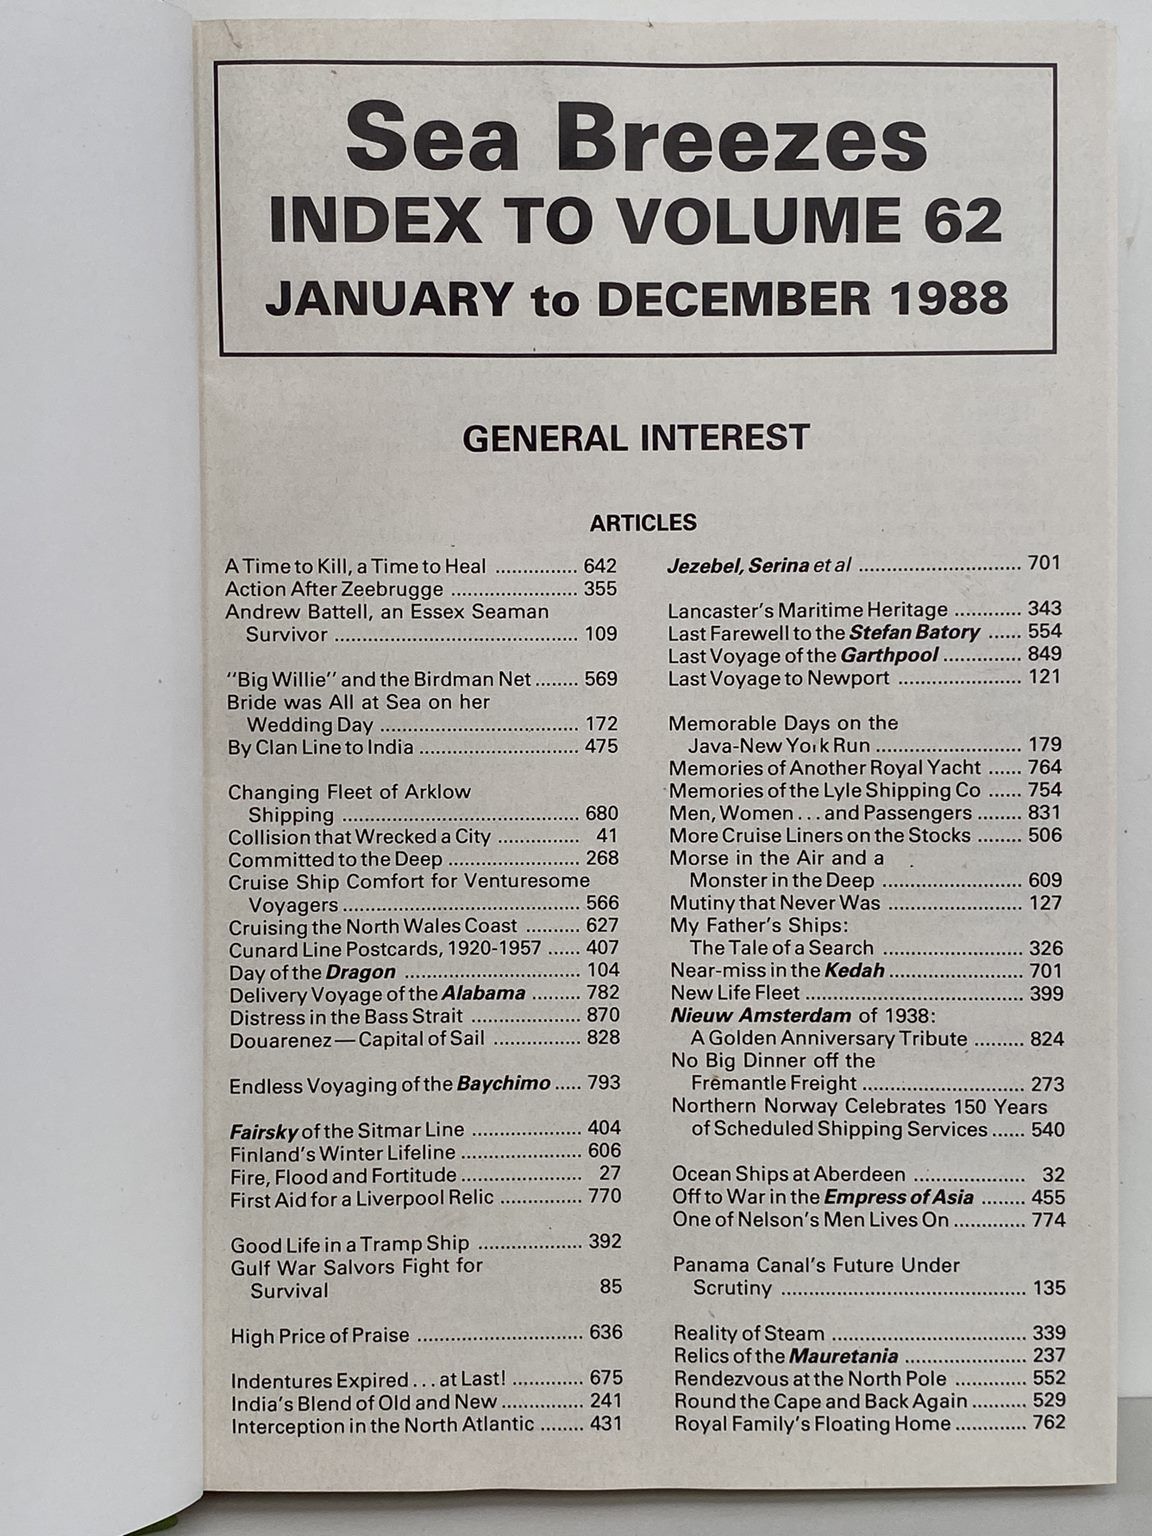 Sea Breezes
INDEX TO VOLUME 62
JANUARY to DECEMBER 1988
GENERAL INTEREST
ARTICLES
A Time to Kill, a Time to Heal .............. 642
Action After Zeebrugge ...................... 355
Andrew Battell, an Essex Seaman
Survivor ........................................... 109
"Big Willie" and the Birdman Net ........ 569
Bride was All at Sea on her
Wedding Day ................................... 172
By Clan Line to India ............................ 475
Changing Fleet of Arklow
Shipping .......................................... 680
Collision that Wrecked a City .............. 41
Committed to the Deep ....................... 268
Cruise Ship Comfort for Venturesome
Voyagers .......................................... 566
Cruising the North Wales Coast .......... 627
Cunard Line Postcards, 1920-1957 ...... 407
Day of the Dragon ............................... 104
Delivery Voyage of the Alabama ......... 782
Distress in the Bass Strait .................... 870
Douarenez—Capital of Sail ................ 828
Endless Voyaging of the Baychimo ..... 793
Fairsky of the Sitmar Line .................... 404
Finland's Winter Lifeline ..................... 606
Fire, Flood and Fortitude ..................... 27
First Aid for a Liverpool Relic ............... 770
Good Life in a Tramp Ship ................... 392
Gulf War Salvors Fight for
Survival 85
High Price of Praise ............................. 636
Indentures Expired . . . at Last! ............. 675
India's Blend of Old and New ............... 241
Interception in the North Atlantic ........ 431
Jezebel, Serina et al ............................. 701
Lancaster's Maritime Heritage ............ 343
Last Farewell to the Stefan Batory ...... 554
Last Voyage of the Garthpool .............. 849
Last Voyage to Newport ...................... 121
Memorable Days on the
Java-New York Run .......................... 179
Memories of Another Royal Yacht ...... 764
Memories of the Lyle Shipping Co ...... 754
Men, Women . . . and Passengers ........ 831
More Cruise Liners on the Stocks ........ 506
Morse in the Air and a
Monster in the Deep ......................... 609
Mutiny that Never Was ........................ 127
My Father's Ships:
The Tale of a Search ......................... 326
Near-miss in the Kedah ........................ 701
New Life Fleet ....................................... 399
Nieuw Amsterdam of 1938:
A Golden Anniversary Tribute ......... 824
No Big Dinner off the
Fremantle Freight ............................. 273
Northern Norway Celebrates 150 Years
of Scheduled Shipping Services ...... 540
Ocean Ships at Aberdeen .................... 32
Off to War in the Empress of Asia ........ 455
One of Nelson's Men Lives On ............. 774
Panama Canal's Future Under
Scrutiny ............................................ 135
Reality of Steam ................................... 339
Relics of the Mauretania ...................... 237
Rendezvous at the North Pole .............. 552
Round the Cape and Back Again .......... 529
Royal Family's Floating Home ............. 762